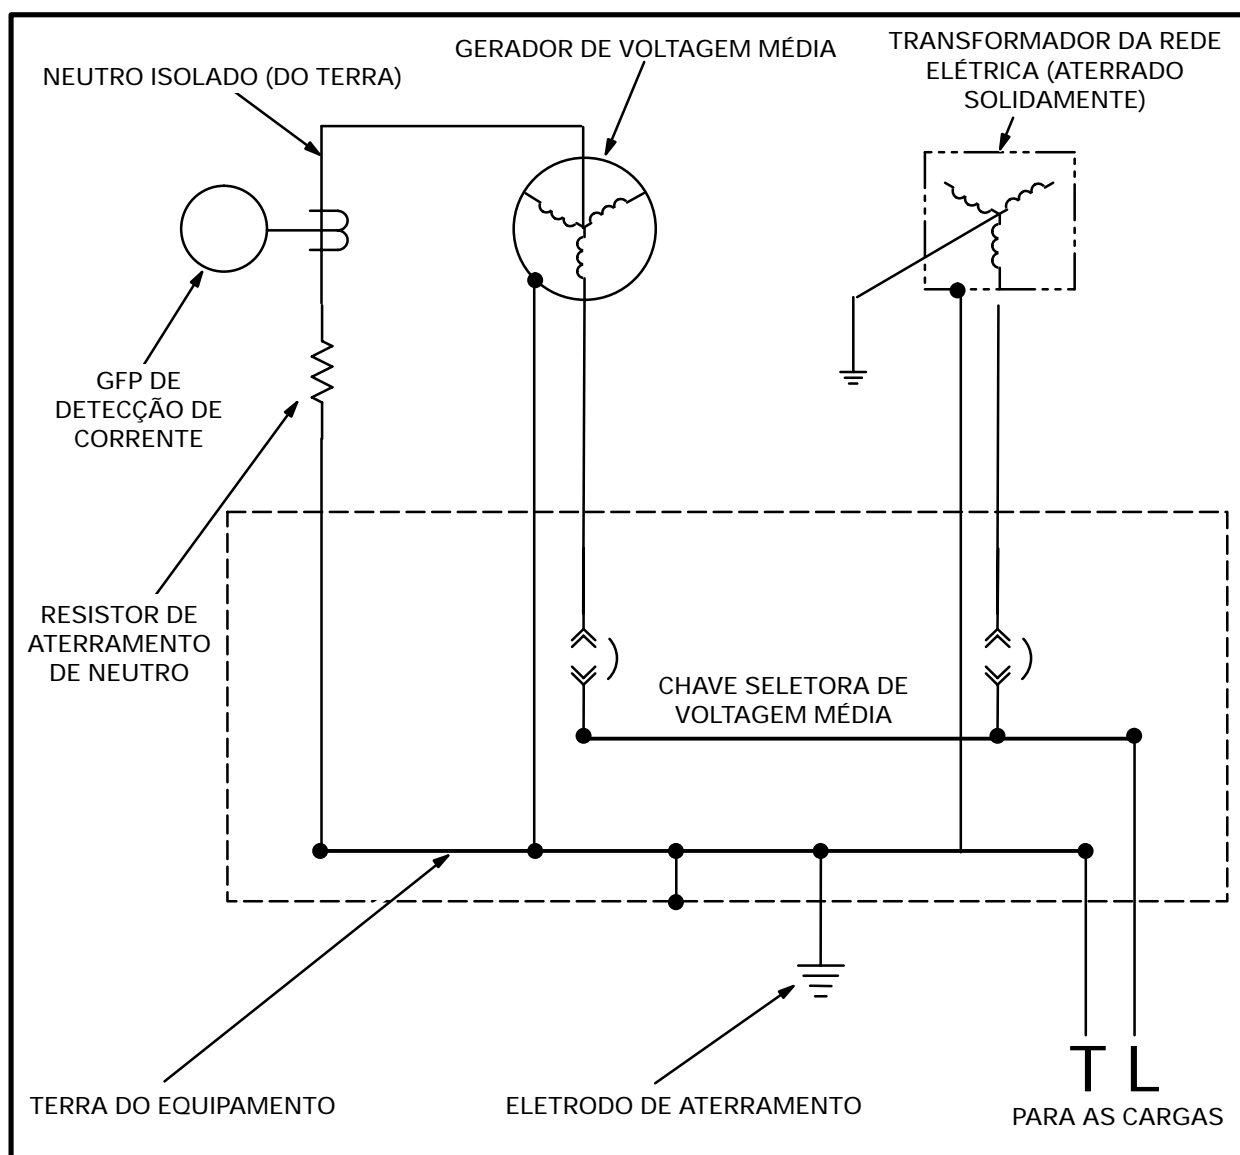 GERADOR DE VOLTAGEM MÉDIA
TRANSFORMADOR DA REDE
ELÉTRICA (ATERRADO
SOLIDAMENTE)
NEUTRO ISOLADO (DO TERRA)
GFP DE
DETECÇÃO DE
CORRENTE
RESISTOR DE
ATERRAMENTO
DE NEUTRO
CHAVE SELETORA DE
VOLTAGEM MÉDIA
TERRA DO EQUIPAMENTO
ELETRODO DE ATERRAMENTO
T L
PARA AS CARGAS